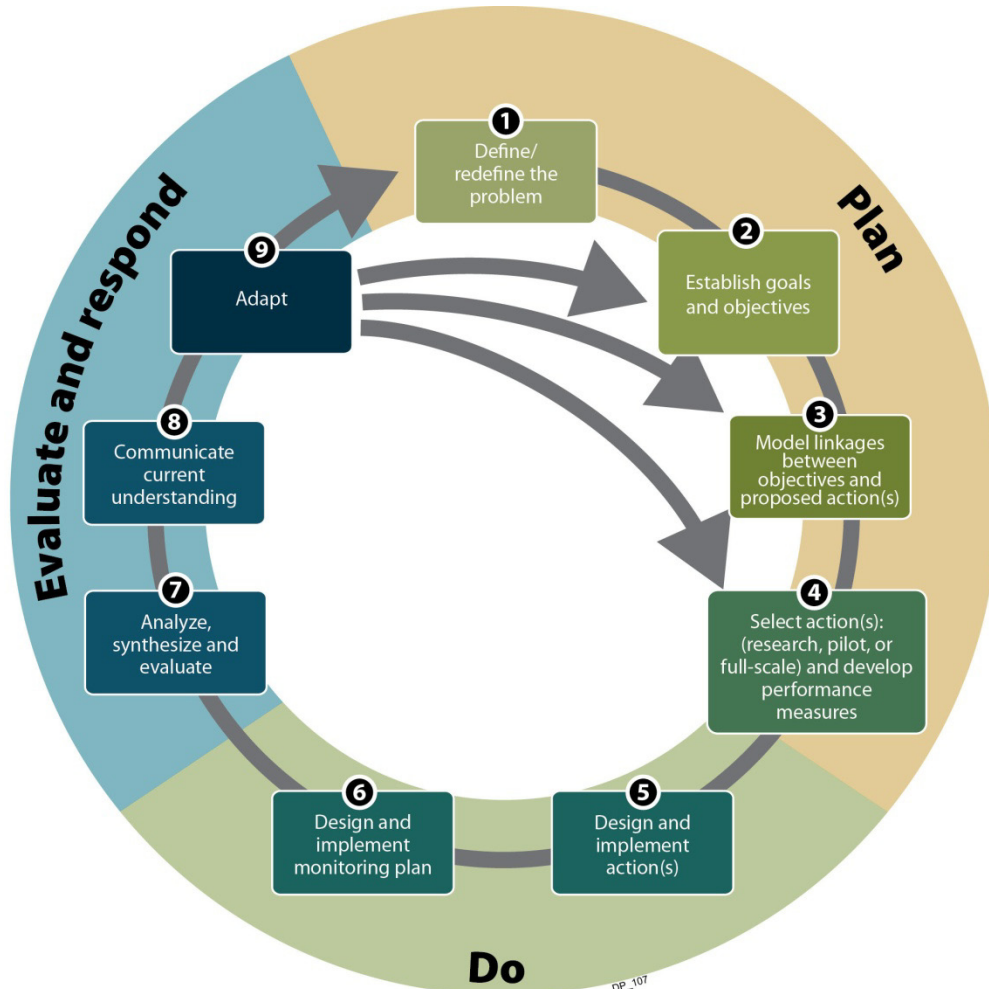 1
Define/
redefine the
problem
2
Establish goals
and objectives
3
Model linkages
between
objectives and
proposed action(s)
4
Select action(s):
(research, pilot, or
full-scale) and develop
performance
measures
5
Design and
implement
action(s)
6
Design and
implement
monitoring plan
7
Analyze,
synthesize and
evaluate
8
Communicate
current
understanding
9
Adapt
Plan
Do
Evaluate and respond
DP_107